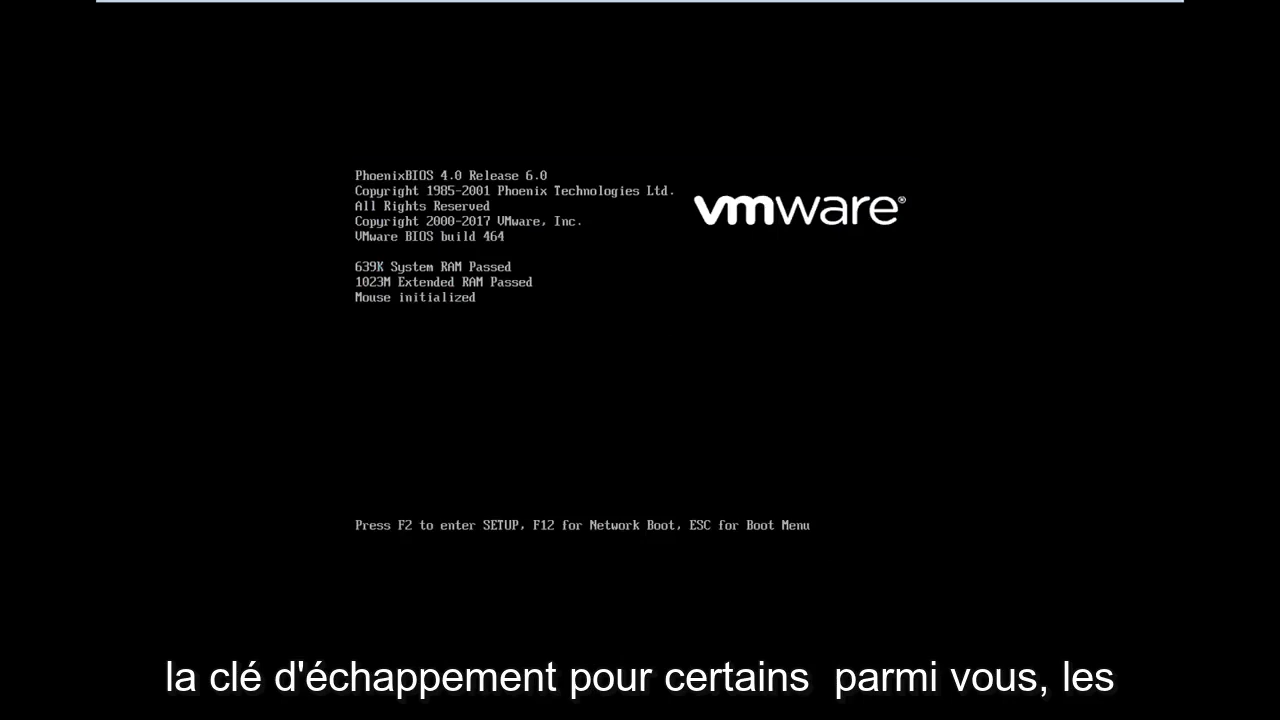 PhoenixBIOS 4.0 Release 6.0
Copyright 1985-2001 Phoenix Technologies Ltd.
All Rights Reserved
Copyright 2000-2017 VMware, Inc.
VMware BIOS build 464
vmware®
639K System RAM Passed
1023M Extended RAM Passed
Mouse initialized
Press F2 to enter SETUP, F12 for Network Boot, ESC for Boot Menu
la clé d'échappement pour certains  parmi vous, les